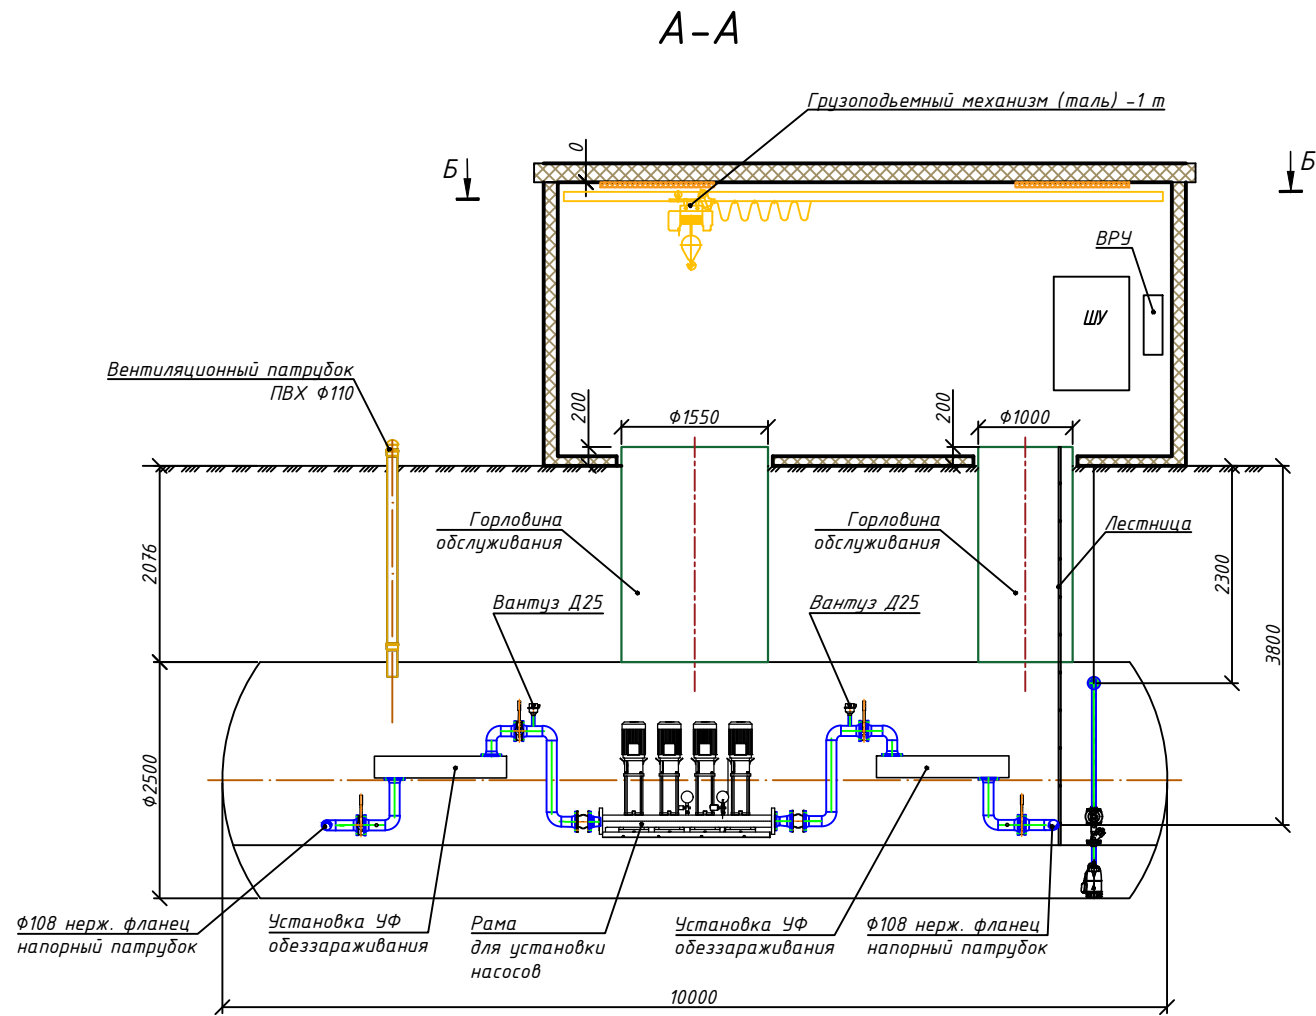 А-А
Грузоподьемный механизм (таль) -1 т
0
Б
Б
ВРУ
ШУ
Вентиляционный патрубок
ПВХ Ф110
200
Ф1550
200
Ф1000
Горловина
обслуживания
Горловина
обслуживания
Лестница
2076
2300
Вантуз Д25
Вантуз Д25
3800
Ф2500
Ф108 нерж. фланец
напорный патрубок
Установка УФ
обеззараживания
Рама
для установки
насосов
Установка УФ
обеззараживания
Ф108 нерж. фланец
напорный патрубок
10000